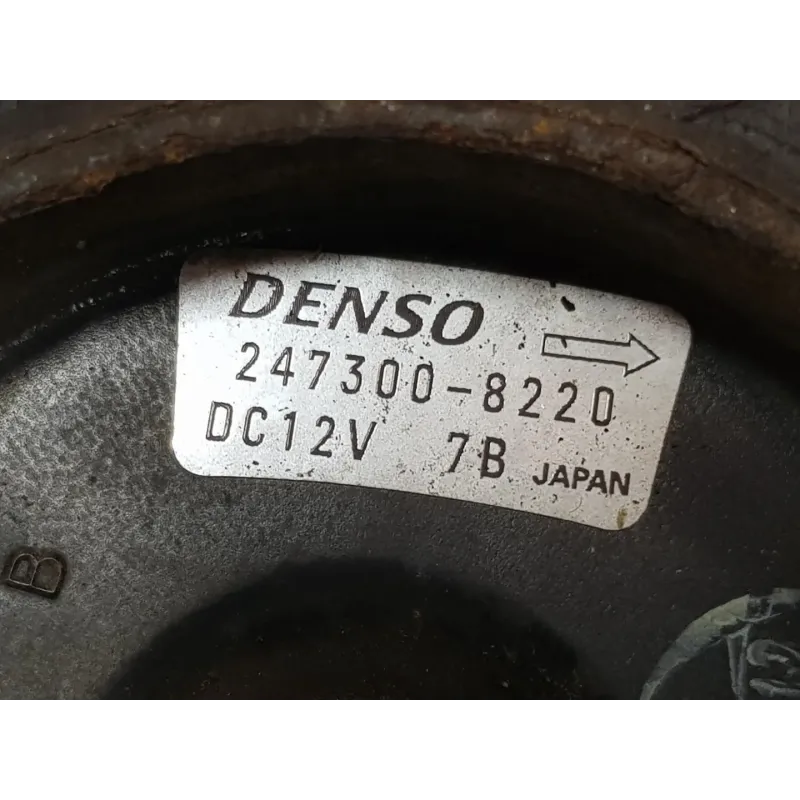 DENSO
247300-8220
DC12V 7B JAPAN
B